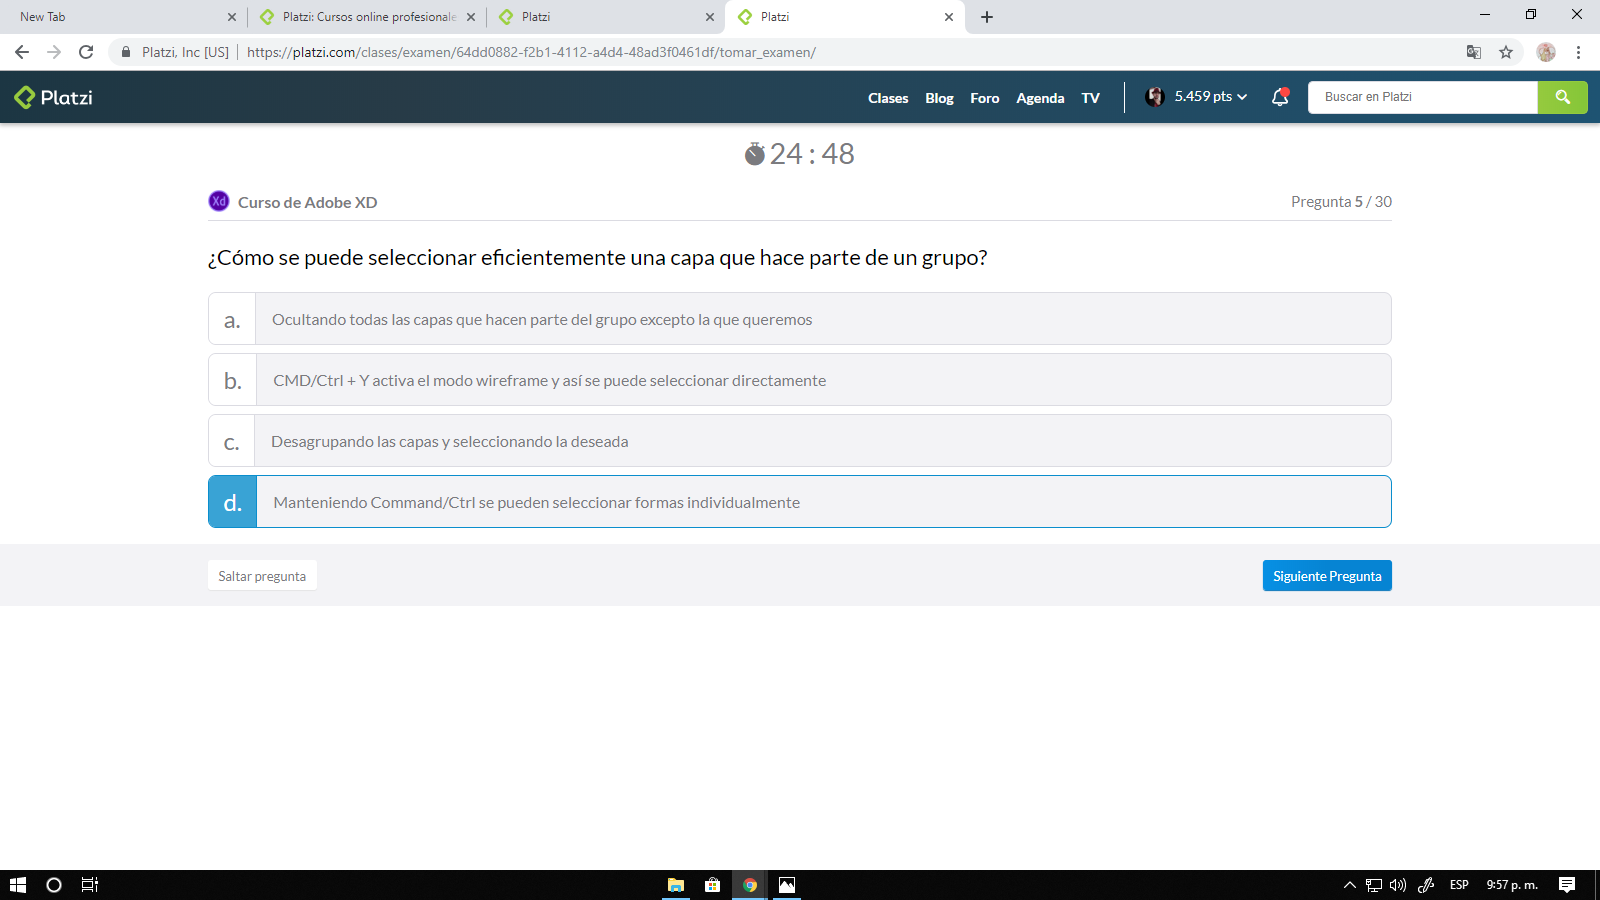 New Tab
Platzi: Cursos online profesionale
Platzi
Platzi
Platzi, Inc [US]
https://platzi.com/clases/examen/64dd0882-f2b1-4112-a4d4-48ad3f0461df/tomar_examen/
Platzi
Clases
Blog
Foro
Agenda
TV
5.459 pts
Buscar en Platzi
24 : 48
Xd
Curso de Adobe XD
Pregunta 5 / 30
¿Cómo se puede seleccionar eficientemente una capa que hace parte de un grupo?
a. Ocultando todas las capas que hacen parte del grupo excepto la que queremos
b. CMD/Ctrl + Y activa el modo wireframe y así se puede seleccionar directamente
c. Desagrupando las capas y seleccionando la deseada
d. Manteniendo Command/Ctrl se pueden seleccionar formas individualmente
Saltar pregunta
Siguiente Pregunta
ESP
9:57 p. m.